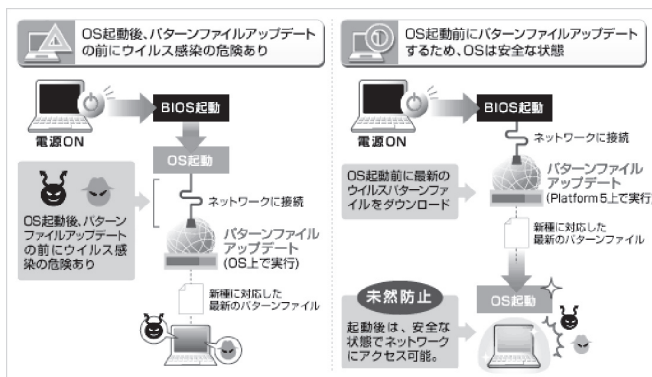 OS起動後、パターンファイルアップデート
の前にウイルス感染の危険あり
電源ON
BIOS起動
OS起動
ネットワークに接続
OS起動後、パターン
ファイルアップデート
の前にウイルス感
染の危険あり
パターンファイル
アップデート
(OS上で実行)
新種に対応した
最新のパターンファイル
OS起動前にパターンファイルアップデート
するため、OSは安全な状態
電源ON
BIOS起動
ネットワークに接続
OS起動前に最新の
ウイルスパターンファ
イルをダウンロード
パターンファイル
アップデート
(Platform5上で実行)
新種に対応した
最新のパターンファイル
未然防止
OS起動
起動後は、安全な
状態でネットワーク
にアクセス可能。